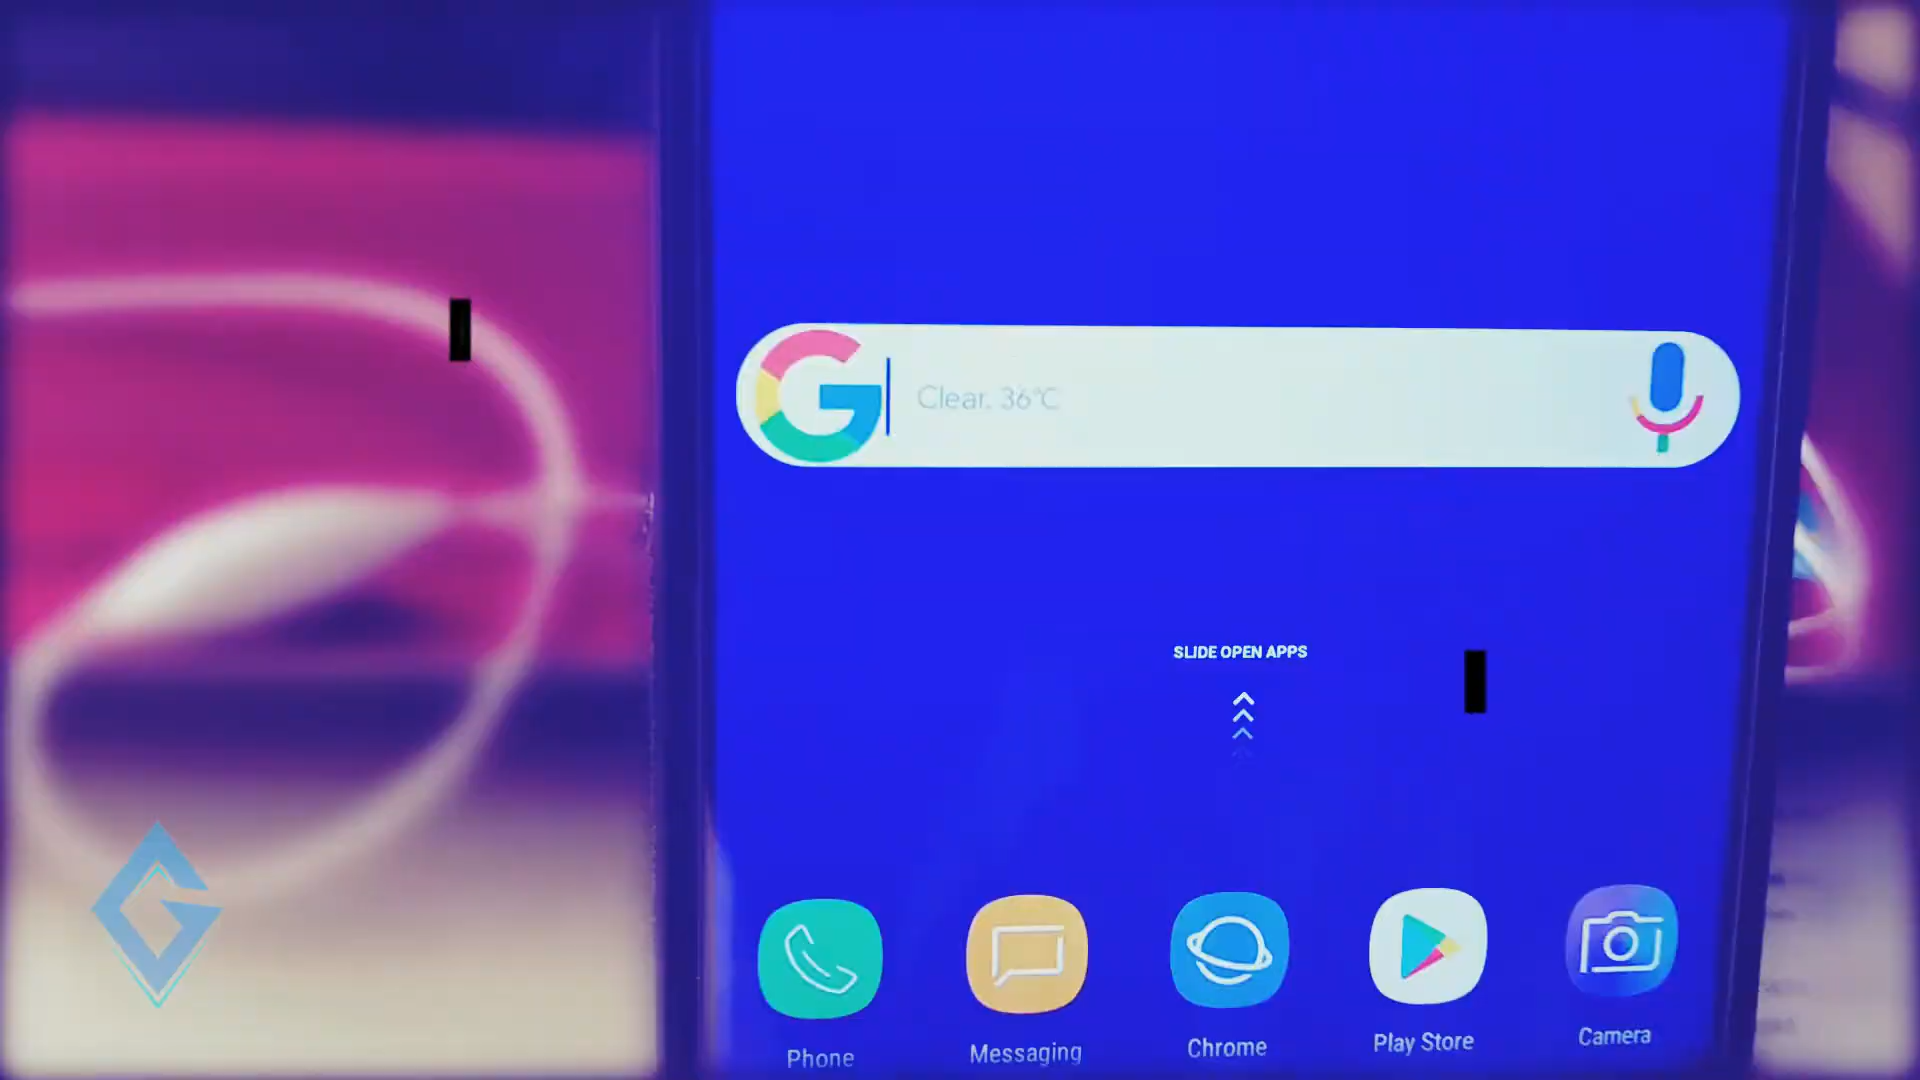 Clear. 36°C
SLIDE OPEN APPS
Phone
Messaging
Chrome
Play Store
Camera